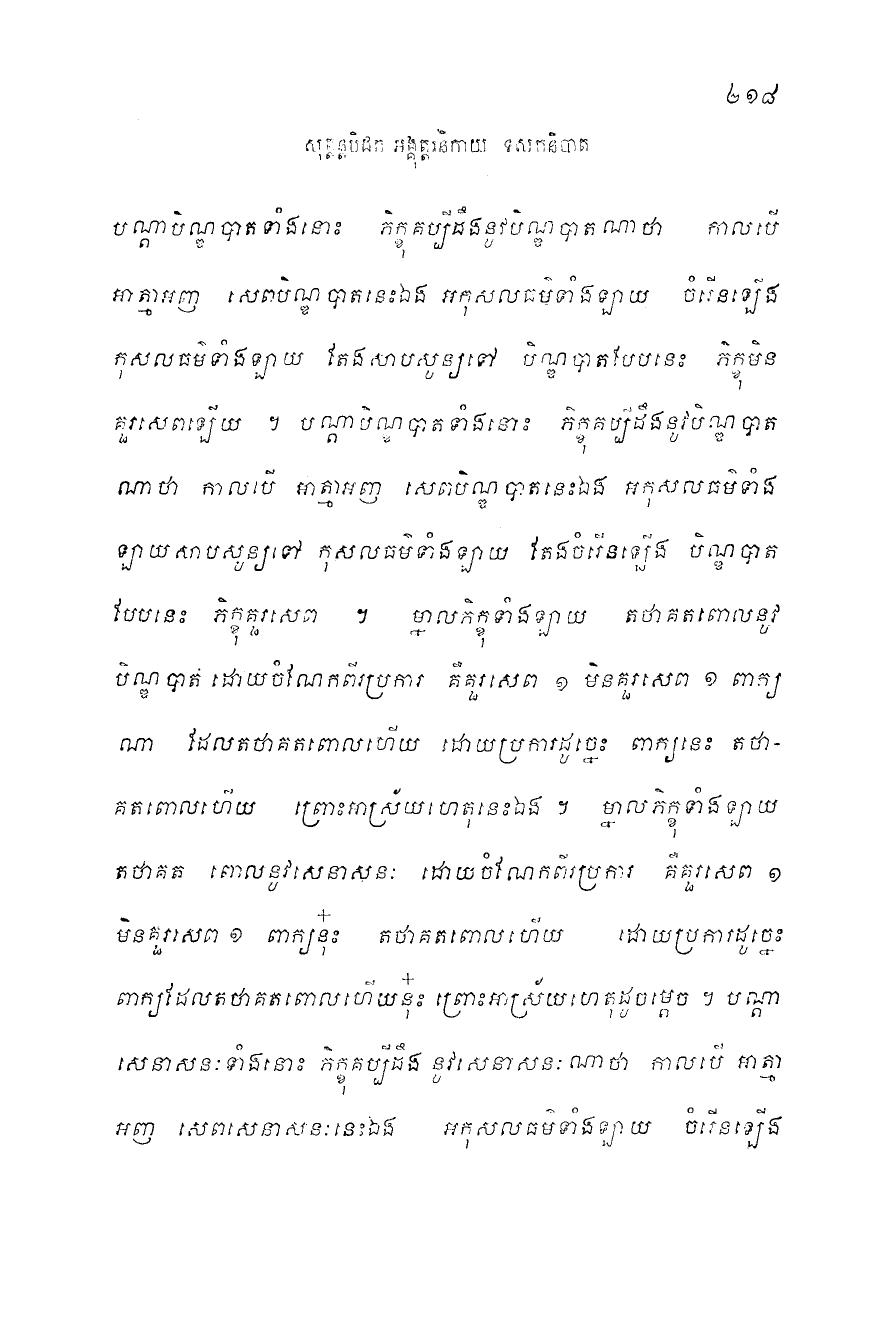 ២១៨
សុត្តន្តបិដក អង្គុត្តរនិកាយ ទសកនិបាត
បណ្តាបិណ្ឌបាតទាំងនោះ ភិក្ខុគប្បីដឹងនូវបិណ្ឌបាតណាថា កាលបើ
អាត្មាអញ សេពបិណ្ឌបាតនេះឯង អកុសលធម៌ទាំងឡាយ ចំរើនឡើង
កុសលធម៌ទាំងឡាយ តែងសាបសូន្យទៅ បិណ្ឌបាតបែបនេះ ភិក្ខុមិន
គួរសេពឡើយ ។ បណ្តាបិណ្ឌបាតទាំងនោះ ភិក្ខុគប្បីដឹងនូវបិណ្ឌបាត
ណាថា កាលបើ អាត្មាអញ សេពបិណ្ឌបាតនេះឯង អកុសលធម៌ទាំង
ឡាយសាបសូន្យទៅ កុសលធម៌ទាំងឡាយ តែងចំរើនឡើង បិណ្ឌបាត
បែបនេះ ភិក្ខុគួរសេព ។ ម្នាលភិក្ខុទាំងឡាយ តថាគតពោលនូវ
បិណ្ឌបាត ដោយចំណែកពីរប្រការ គឺគួរសេព ១ មិនគួរសេព ១ ពាក្យ
ណា ដែលតថាគតពោលហើយ ដោយប្រការដូច្នេះ ពាក្យនេះ តថា-
គតពោលហើយ ព្រោះអាស្រ័យហេតុនេះឯង ។ ម្នាលភិក្ខុទាំងឡាយ
តថាគត ពោលនូវសេនាសនៈ ដោយចំណែកពីរប្រការ គឺគួរសេព ១
មិនគួរសេព ១ ពាក្យនុ៎ះ តថាគតពោលហើយ ដោយប្រការដូច្នេះ
ពាក្យដែលតថាគតពោលហើយនុ៎ះ ព្រោះអាស្រ័យហេតុដូចម្តេច ។ បណ្តា
សេនាសនៈទាំងនោះ ភិក្ខុគប្បីដឹង នូវសេនាសនៈណាថា កាលបើ អាត្មា
អញ សេពសេនាសនៈនេះឯង អកុសលធម៌ទាំងឡាយ ចំរើនឡើង